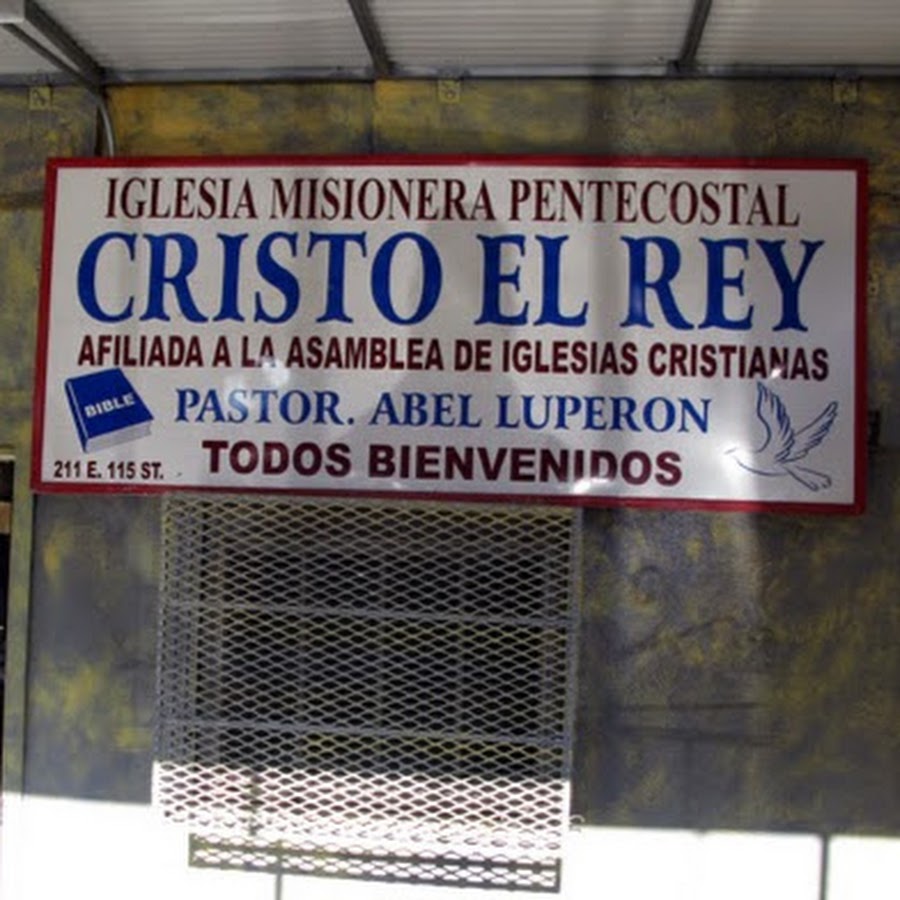 IGLESIA MISIONERA PENTECOSTAL
CRISTO EL REY
AFILIADA A LA ASAMBLEA DE IGLESIAS CRISTIANAS
BIBLE
PASTOR. ABEL LUPERON
TODOS BIENVENIDOS
211 E. 115 ST.